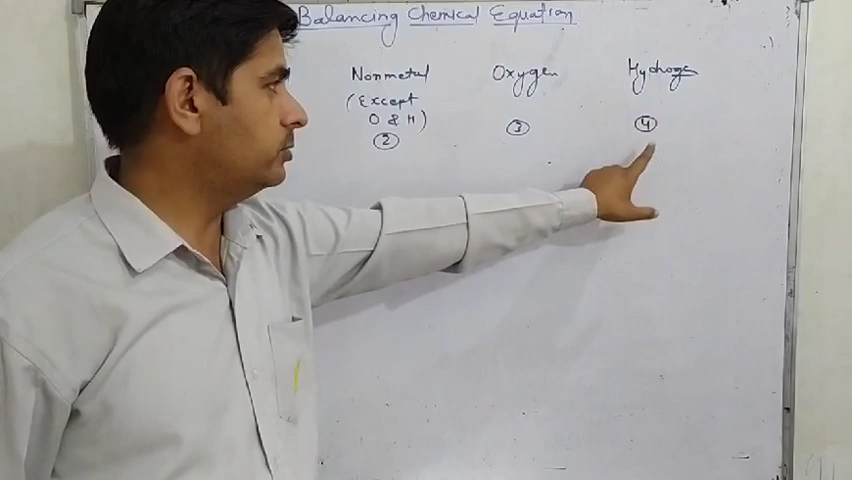 Balancing Chemical Equation
Nonmetal Oxygen Hydrogen
(Except
O & H)
2 3 4